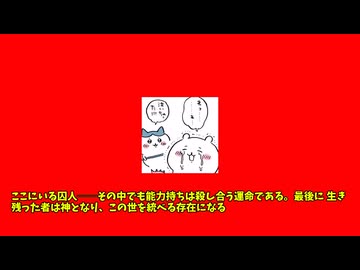 ここにいる囚人――その中でも能力持ちは殺し合う運命である。最後に 生き
残った者は神となり、この世を統べる存在になる